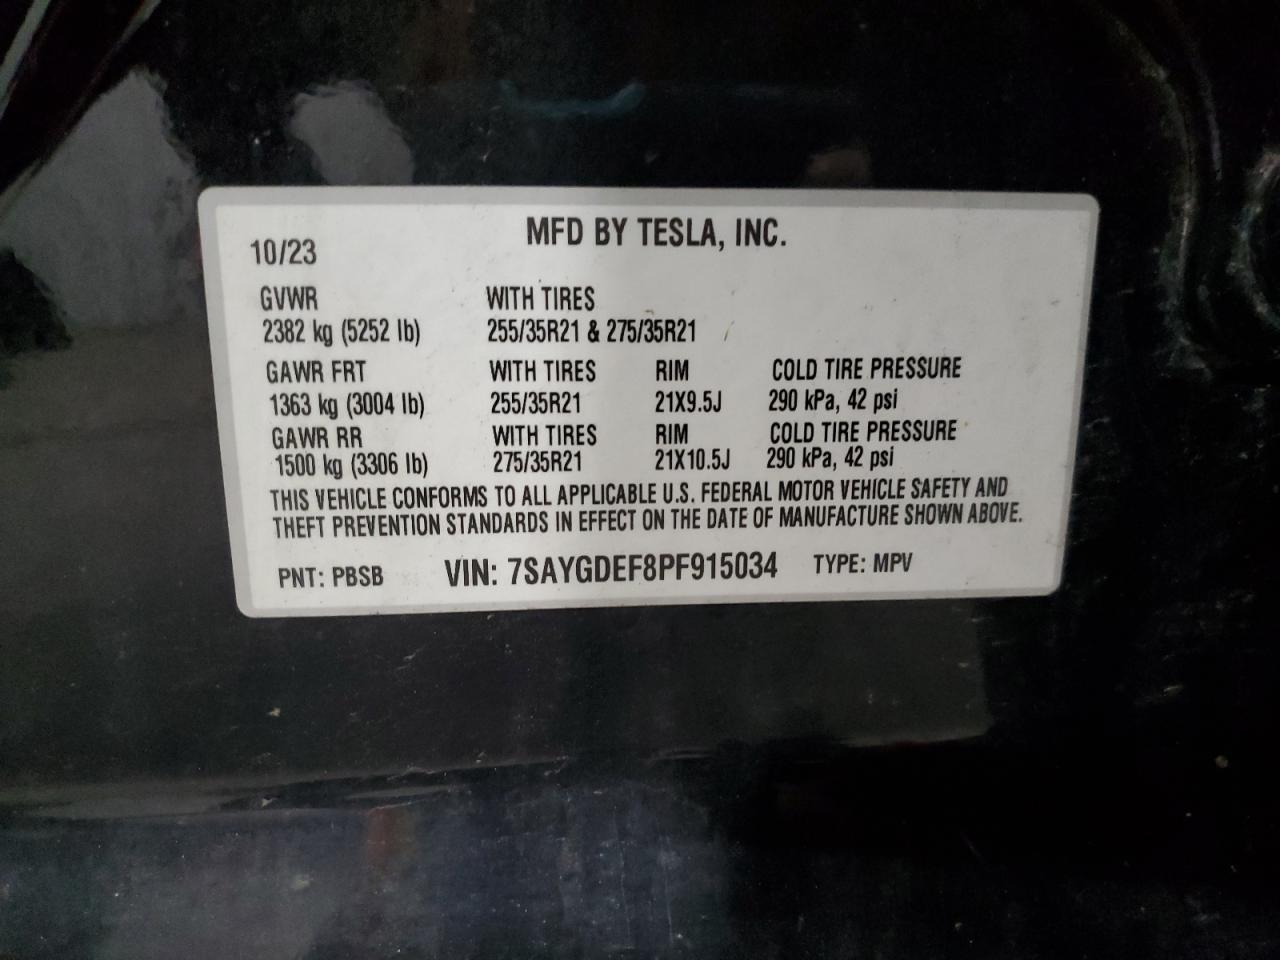 MFD BY TESLA, INC.
10/23
GVWR WITH TIRES
2382 kg (5252 lb) 255/35R21 & 275/35R21
GAWR FRT WITH TIRES RIM COLD TIRE PRESSURE
1363 kg (3004 lb) 255/35R21 21X9.5J 290 kPa, 42 psi
GAWR RR WITH TIRES RIM COLD TIRE PRESSURE
1500 kg (3306 lb) 275/35R21 21X10.5J 290 kPa, 42 psi
THIS VEHICLE CONFORMS TO ALL APPLICABLE U.S. FEDERAL MOTOR VEHICLE SAFETY AND
THEFT PREVENTION STANDARDS IN EFFECT ON THE DATE OF MANUFACTURE SHOWN ABOVE.
PNT: PBSB VIN: 7SAYGDEF8PF915034 TYPE: MPV